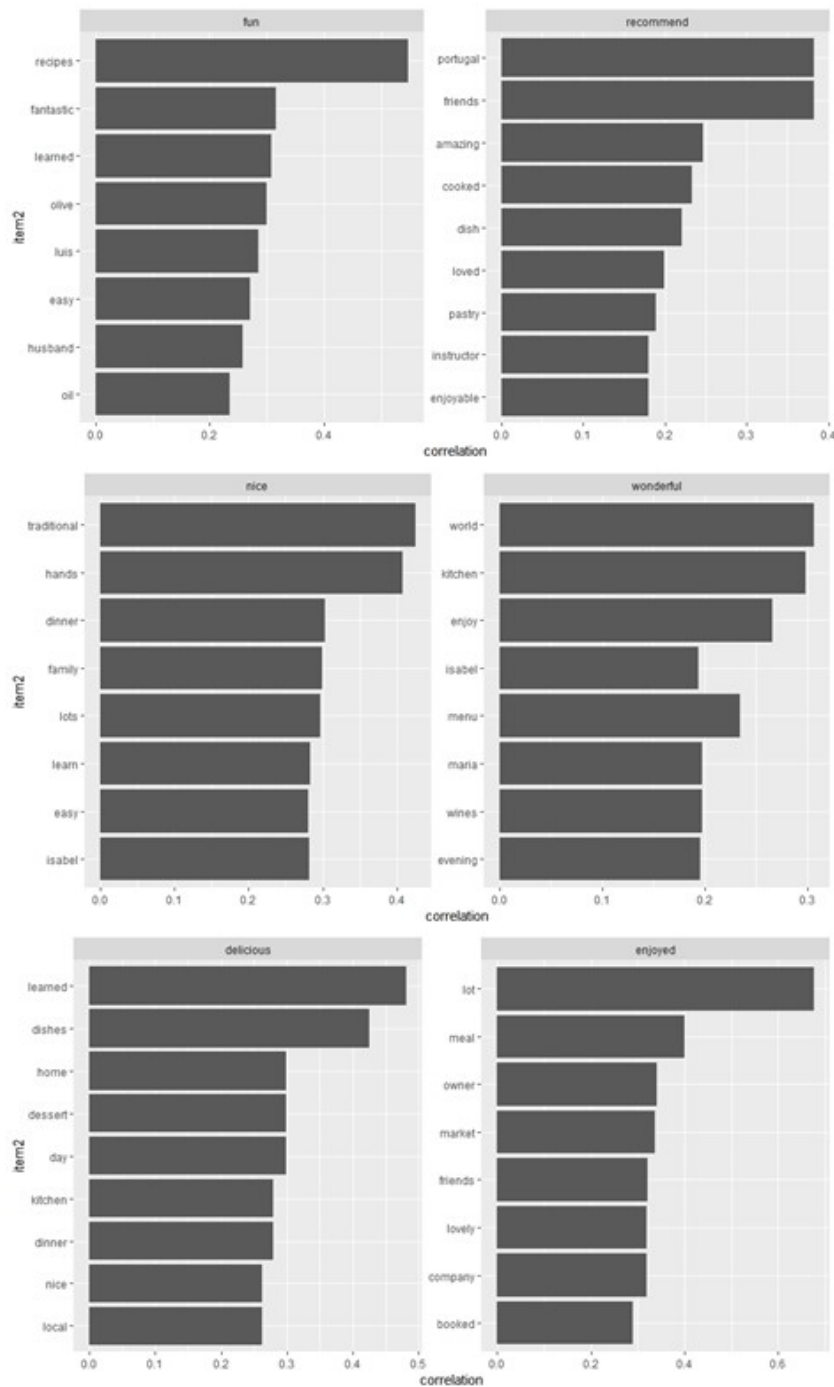 fun
recipes
fantastic
learned
olive
luis
easy
husband
oil
item2
0.0 0.2 0.4
recommend
portugal
friends
amazing
cooked
dish
loved
pastry
instructor
enjoyable
0.0 0.1 0.2 0.3 0.4
correlation
nice
traditional
hands
dinner
family
lots
learn
easy
isabel
item2
0.0 0.1 0.2 0.3 0.4
wonderful
world
kitchen
enjoy
isabel
menu
maria
wines
evening
0.0 0.1 0.2 0.3
correlation
delicious
learned
dishes
home
dessert
day
kitchen
dinner
nice
local
item2
0.0 0.1 0.2 0.3 0.4 0.5
enjoyed
lot
meal
owner
market
friends
lovely
company
booked
0.0 0.2 0.4 0.6
correlation